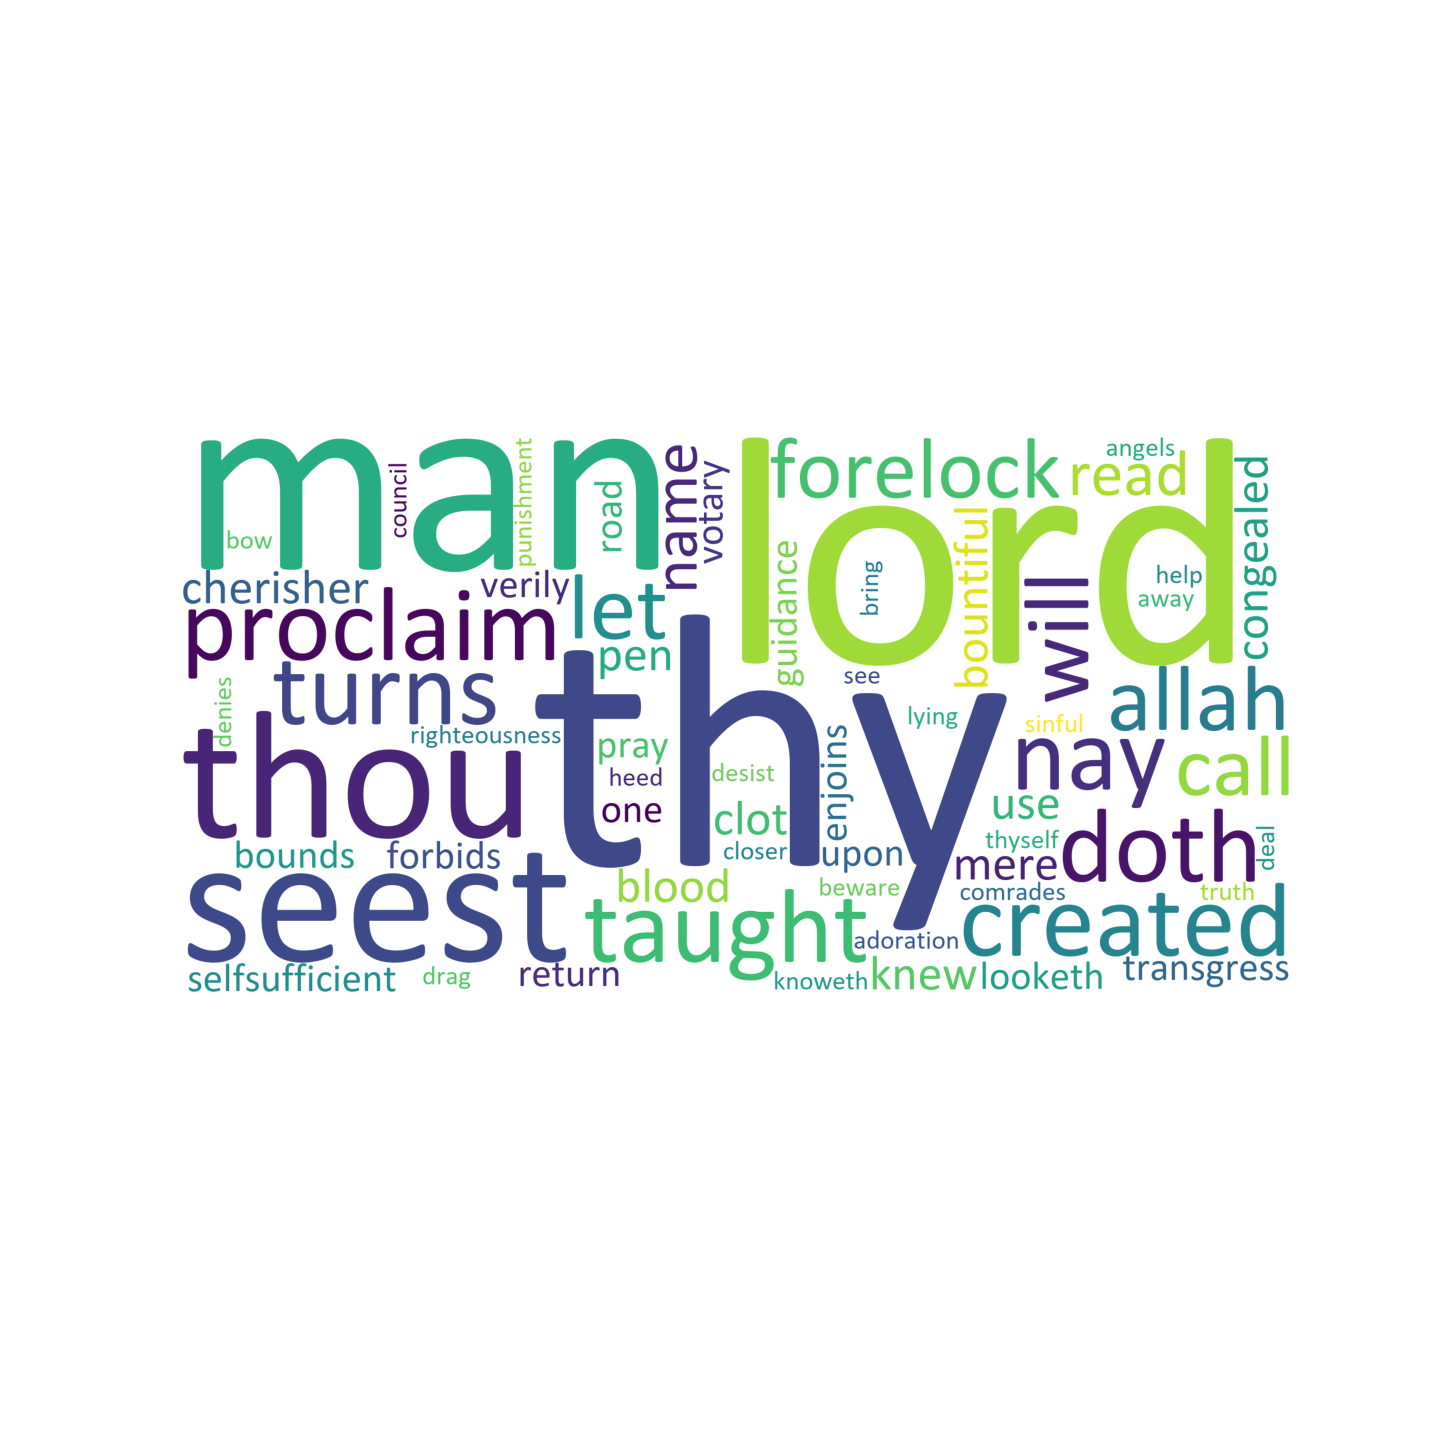 man
lord
forelock
angels
read
congealed
name
votary
council
punishment
road
bow
cherisher
verily
let
proclaim
pen
guidance
bring
bountiful
will
help
away
turns
see
allah
denies
righteousness
thy
lying
sinful
thou
pray
heed
desist
enjoins
nay
call
one
clot
use
thyself
bounds
forbids
closer
upon
mere
doth
deal
seest
blood
beware
comrades
truth
taught
adoration
created
selfsufficient
drag
return
knoweth
knew
looketh
transgress